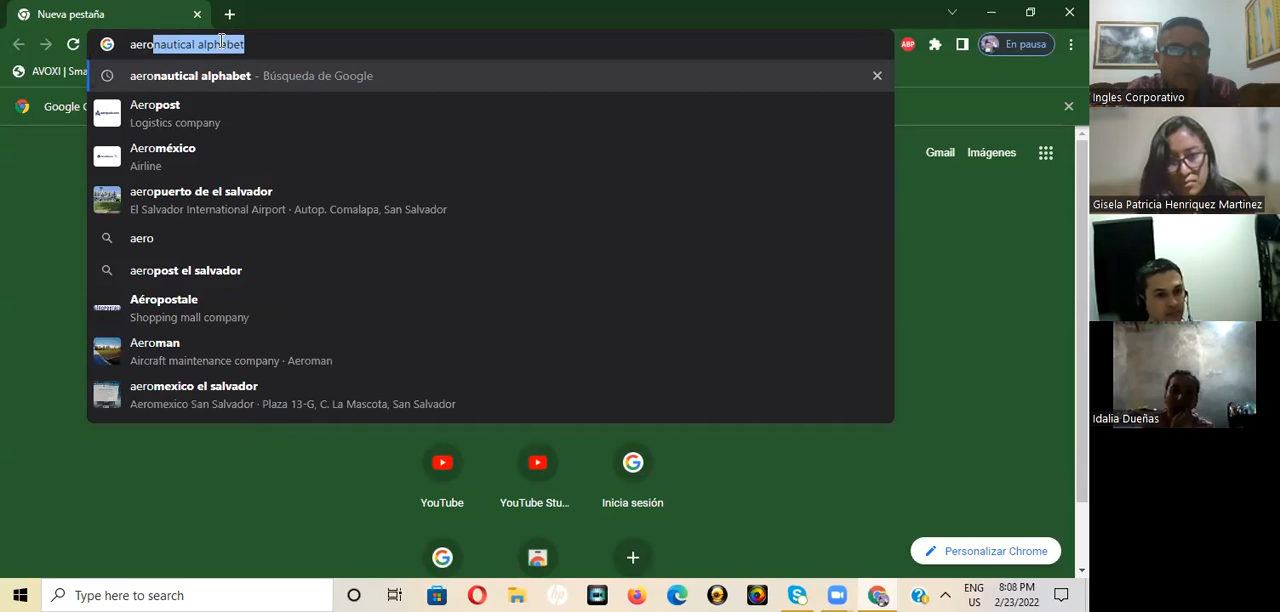 Nueva pestaña
aeronautical alphabet
ABP
En pausa
AVOXI | Sma
aeronautical alphabet - Búsqueda de Google
Google C
Aeropost
Logistics company
Aeroméxico
Airline
Gmail Imágenes
aeropuerto de el salvador
El Salvador International Airport · Autop. Comalapa, San Salvador
aero
aeropost el salvador
Aéropostale
Shopping mall company
Aeroman
Aircraft maintenance company · Aeroman
aeromexico el salvador
Aeromexico San Salvador · Plaza 13-G, C. La Mascota, San Salvador
YouTube YouTube Stu... Inicia sesión
Personalizar Chrome
Type here to search
ENG
US
8:08 PM
2/23/2022
Ingles Corporativo
Gisela Patricia Henriquez Martinez
Idalia Dueñas